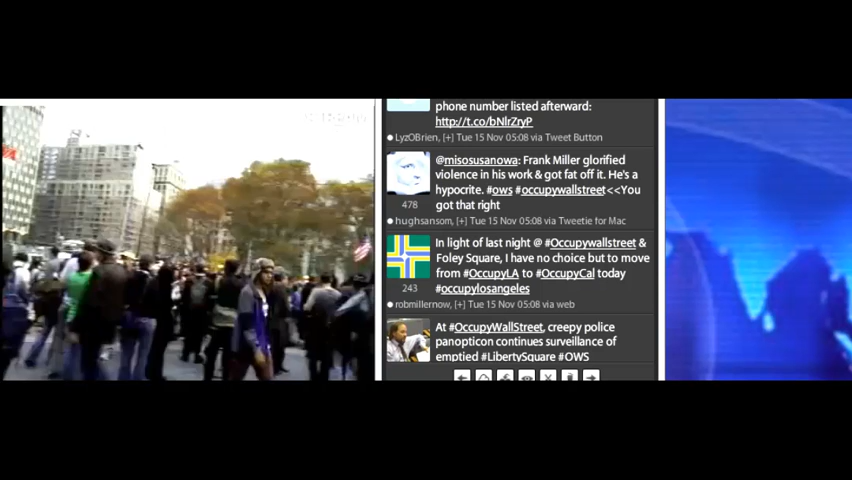 phone number listed afterward:
http://t.co/bNlrZryP
LyzOBrien, [+] Tue 15 Nov 05:08 via Tweet Button
@misosusanowa: Frank Miller glorified
violence in his work & got fat off it. He's a
hypocrite. #ows #occupywallstreet<<You
got that right
478
hughsansom, [+] Tue 15 Nov 05:08 via Tweetie for Mac
In light of last night @ #Occupywallstreet &
Foley Square, I have no choice but to move
from #OccupyLA to #OccupyCal today
#occupylosangeles
243
robmillernow, [+] Tue 15 Nov 05:08 via web
At #OccupyWallStreet, creepy police
panopticon continues surveillance of
emptied #LibertySquare #OWS